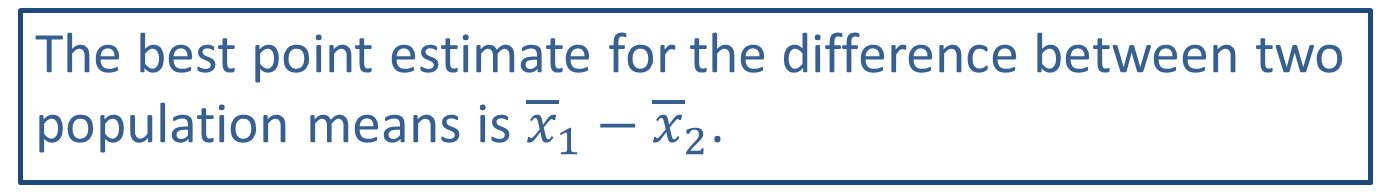 The best point estimate for the difference between two
population means is x̅₁ − x̅₂.